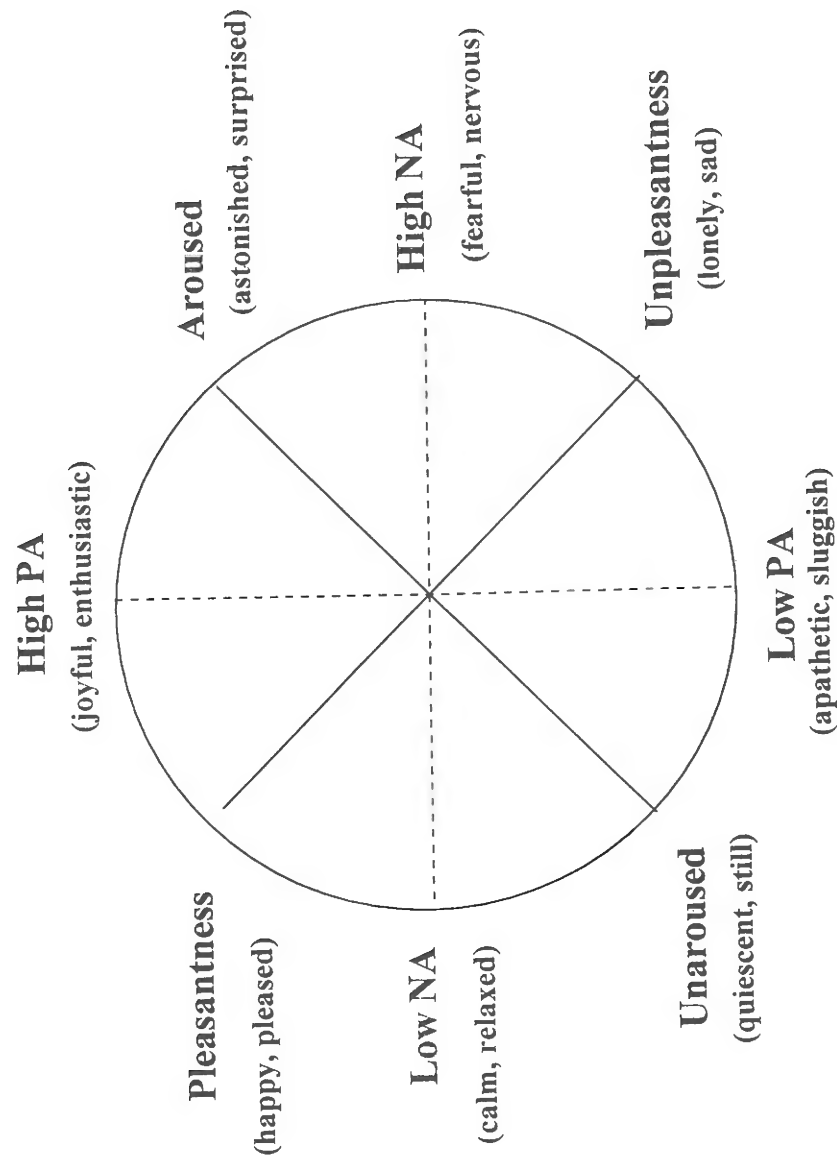 High PA
(joyful, enthusiastic)
Pleasantness
(happy, pleased)
Aroused
(astonished, surprised)
Low NA
(calm, relaxed)
High NA
(fearful, nervous)
Unaroused
(quiescent, still)
Unpleasantness
(lonely, sad)
Low PA
(apathetic, sluggish)